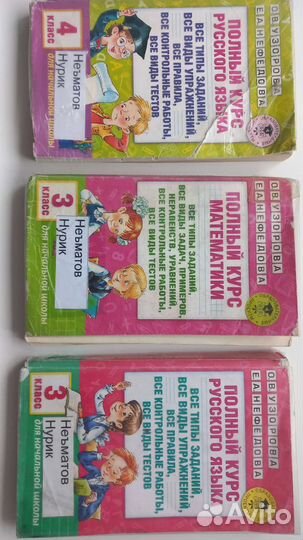 О.В. УЗОРОВА
Е.А. НЕФЁДОВА
ПОЛНЫЙ КУРС
РУССКОГО ЯЗЫКА
ВСЕ ТИПЫ ЗАДАНИЙ,
ВСЕ ВИДЫ УПРАЖНЕНИЙ,
ВСЕ ПРАВИЛА,
ВСЕ КОНТРОЛЬНЫЕ РАБОТЫ,
ВСЕ ВИДЫ ТЕСТОВ
4
КЛАСС
Неъматов
Нурик
для начальной школы
О.В. УЗОРОВА
Е.А. НЕФЁДОВА
ПОЛНЫЙ КУРС
МАТЕМАТИКИ
ВСЕ ТИПЫ ЗАДАНИЙ,
ВСЕ ВИДЫ ЗАДАЧ, ПРИМЕРОВ,
НЕРАВЕНСТВ, УРАВНЕНИЙ,
ВСЕ КОНТРОЛЬНЫЕ РАБОТЫ,
ВСЕ ВИДЫ ТЕСТОВ
3
КЛАСС
Неъматов
Нурик
для начальной школы
О.В. УЗОРОВА
Е.А. НЕФЁДОВА
ПОЛНЫЙ КУРС
РУССКОГО ЯЗЫКА
ВСЕ ТИПЫ ЗАДАНИЙ,
ВСЕ ВИДЫ УПРАЖНЕНИЙ,
ВСЕ ПРАВИЛА,
ВСЕ КОНТРОЛЬНЫЕ РАБОТЫ,
ВСЕ ВИДЫ ТЕСТОВ
3
КЛАСС
Неъматов
Нурик
для начальной школы
Avito